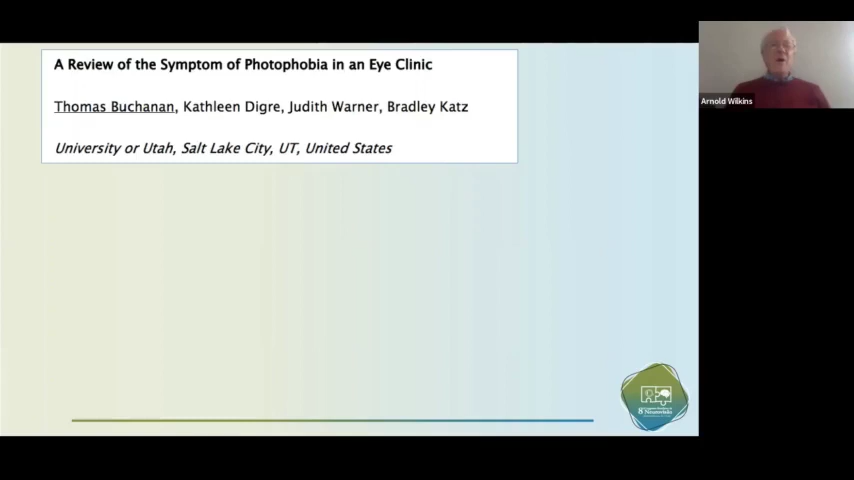 A Review of the Symptom of Photophobia in an Eye Clinic
Thomas Buchanan, Kathleen Digre, Judith Warner, Bradley Katz
University or Utah, Salt Lake City, UT, United States
Arnold Wilkins